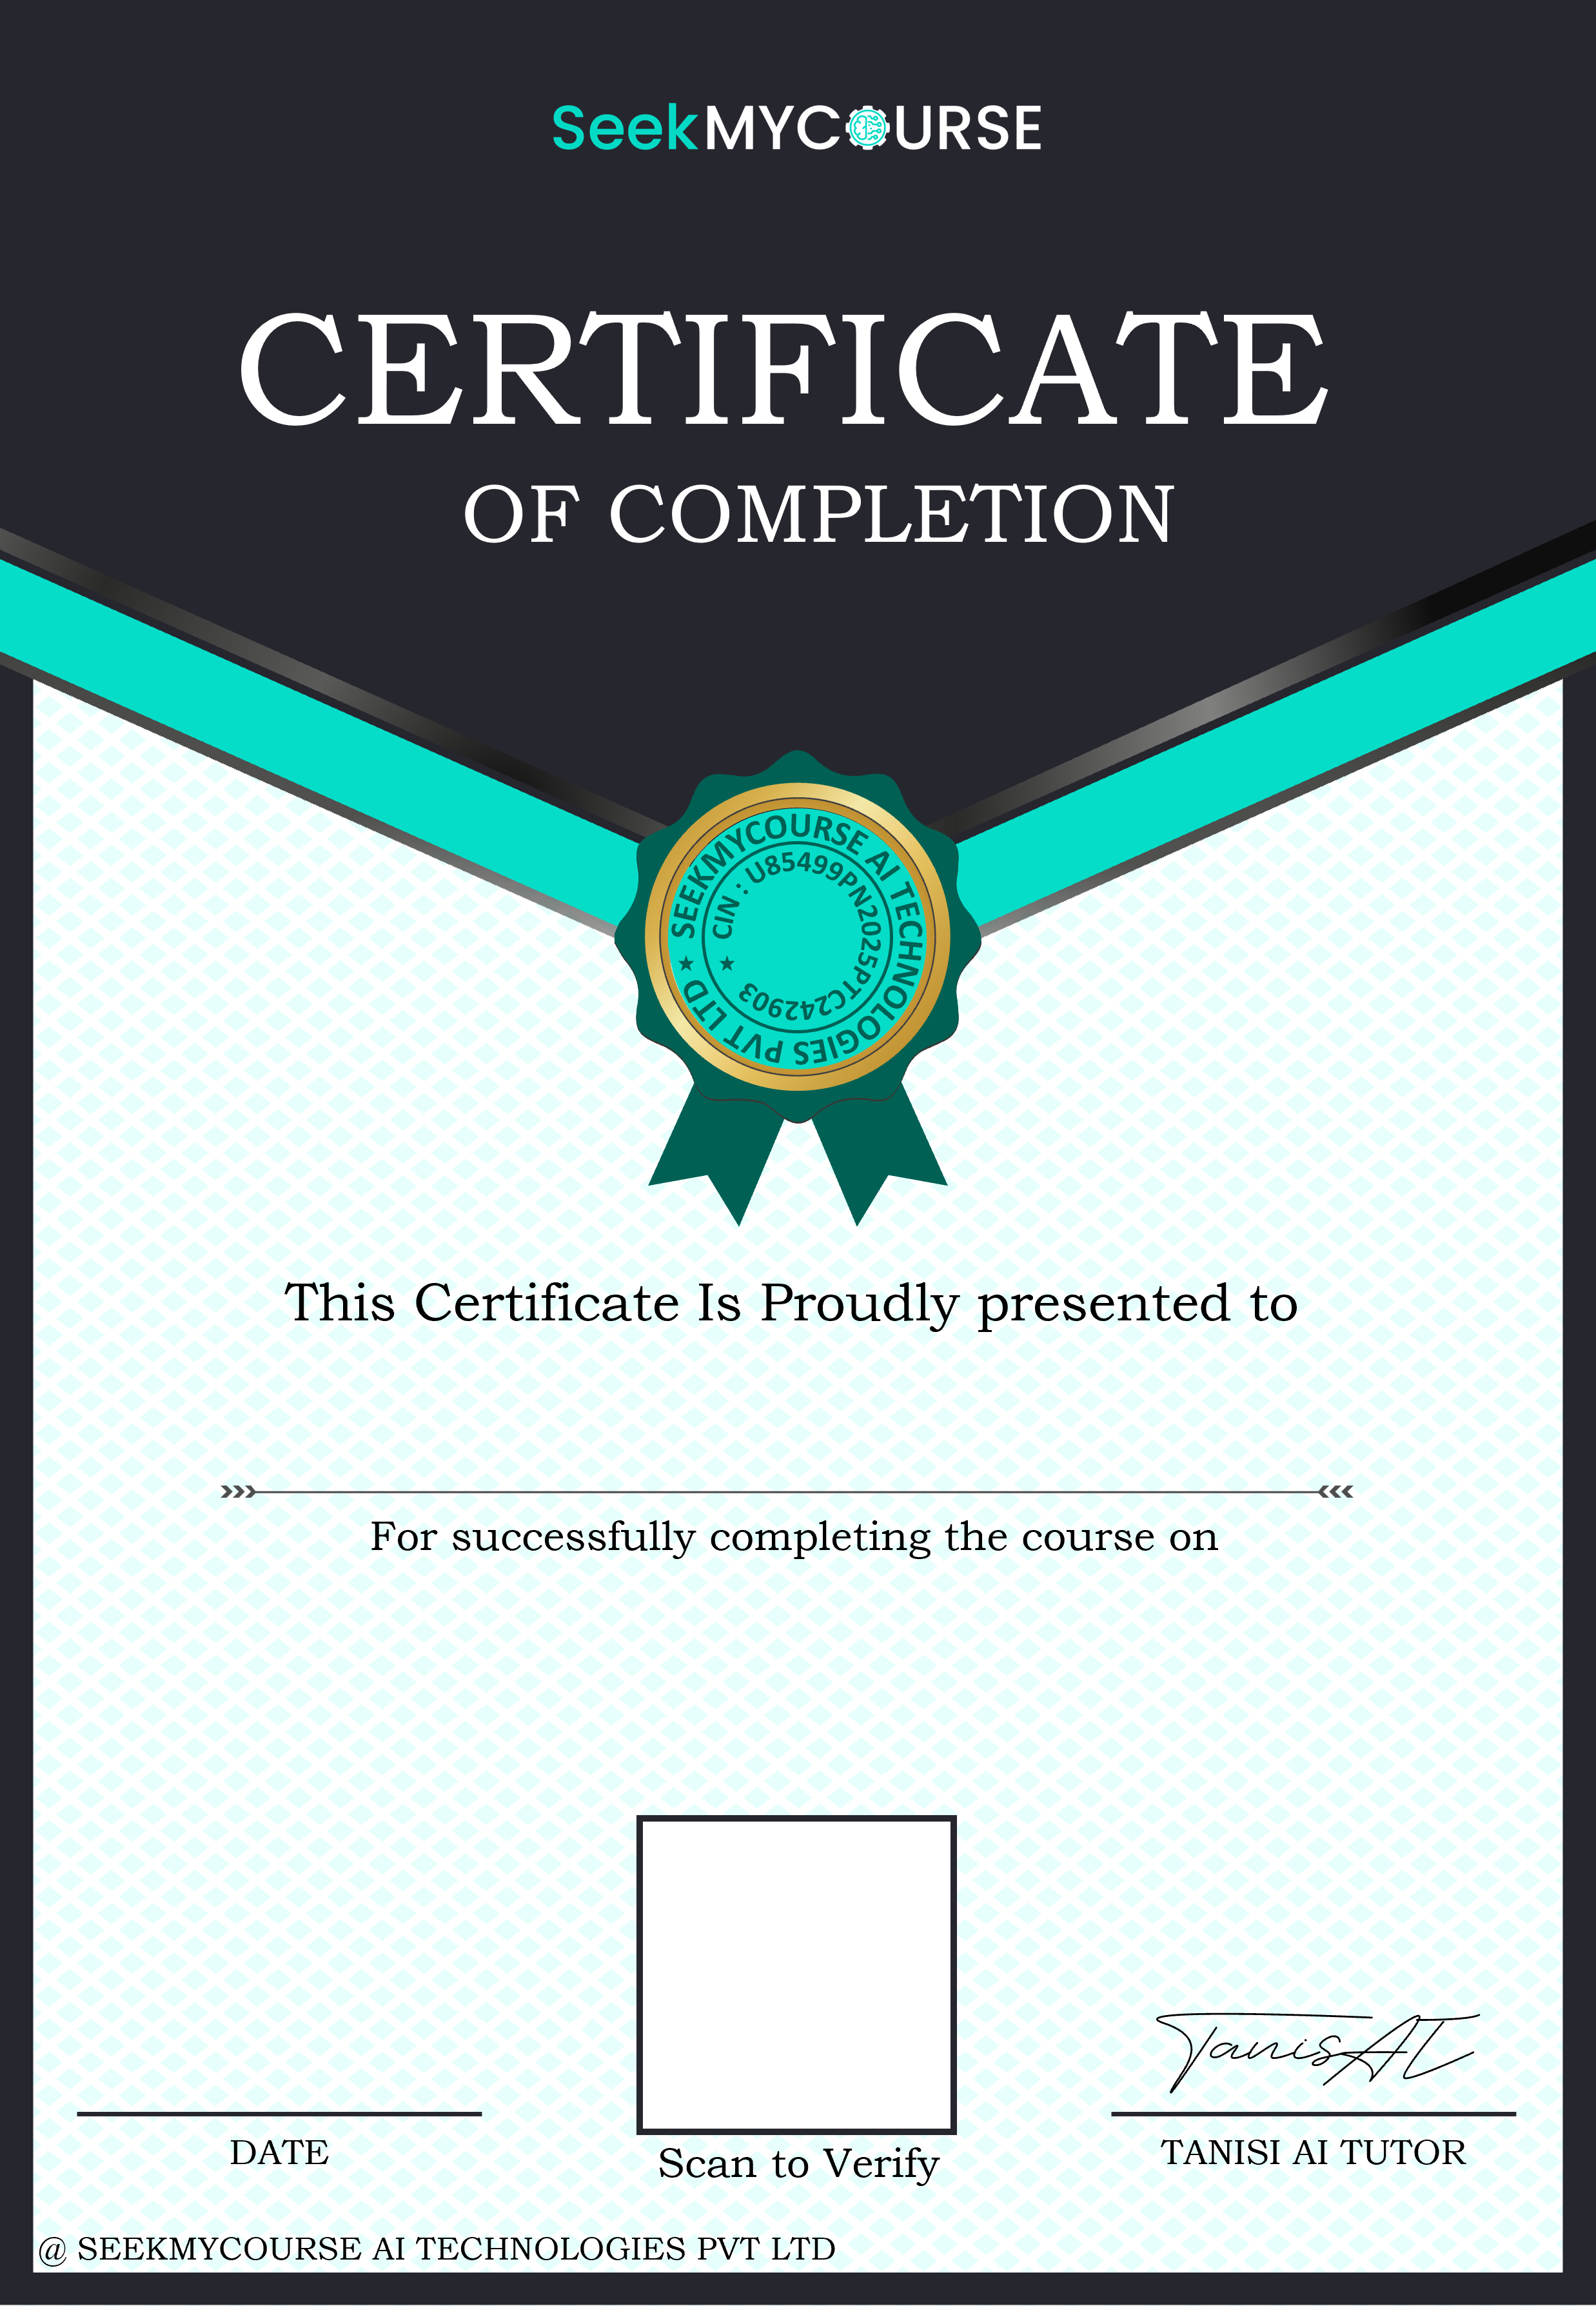 SeekMYCOURSE
CERTIFICATE
OF COMPLETION
SEEKMYCOURSE AI TECHNOLOGIES PVT LTD ★
CIN : U85499PN2025PTC242903 ★
This Certificate Is Proudly presented to
For successfully completing the course on
TanisAI
DATE
Scan to Verify
TANISI AI TUTOR
@ SEEKMYCOURSE AI TECHNOLOGIES PVT LTD